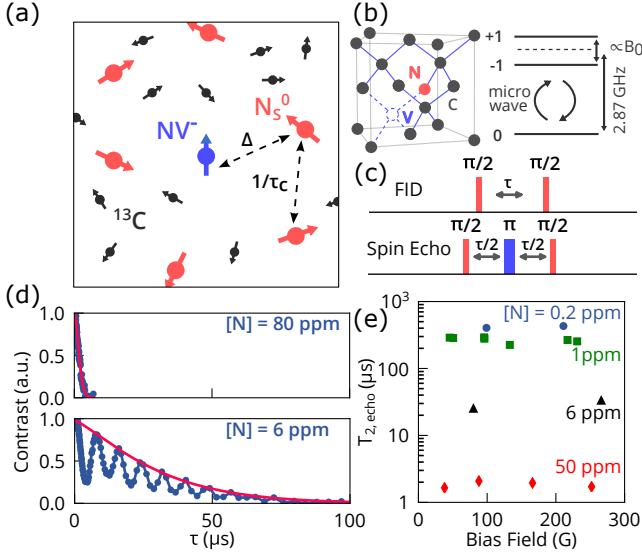 (a)
NV⁻
Nₛ⁰
Δ
1/τc
¹³C
(b)
N
V
C
+1
-1
0
micro
wave
∝B₀
2.87 GHz
(c)
π/2 π/2
FID
τ
π/2 π π/2
Spin Echo
τ/2 τ/2
(d)
1.0
0.5
0.0
[N] = 80 ppm
1.0
0.5
0.0
[N] = 6 ppm
Contrast (a.u.)
0 50 100
τ (μs)
(e)
10³
100
10
1
T₂, echo (μs)
[N] = 0.2 ppm
1ppm
6 ppm
50 ppm
0 100 200 300
Bias Field (G)